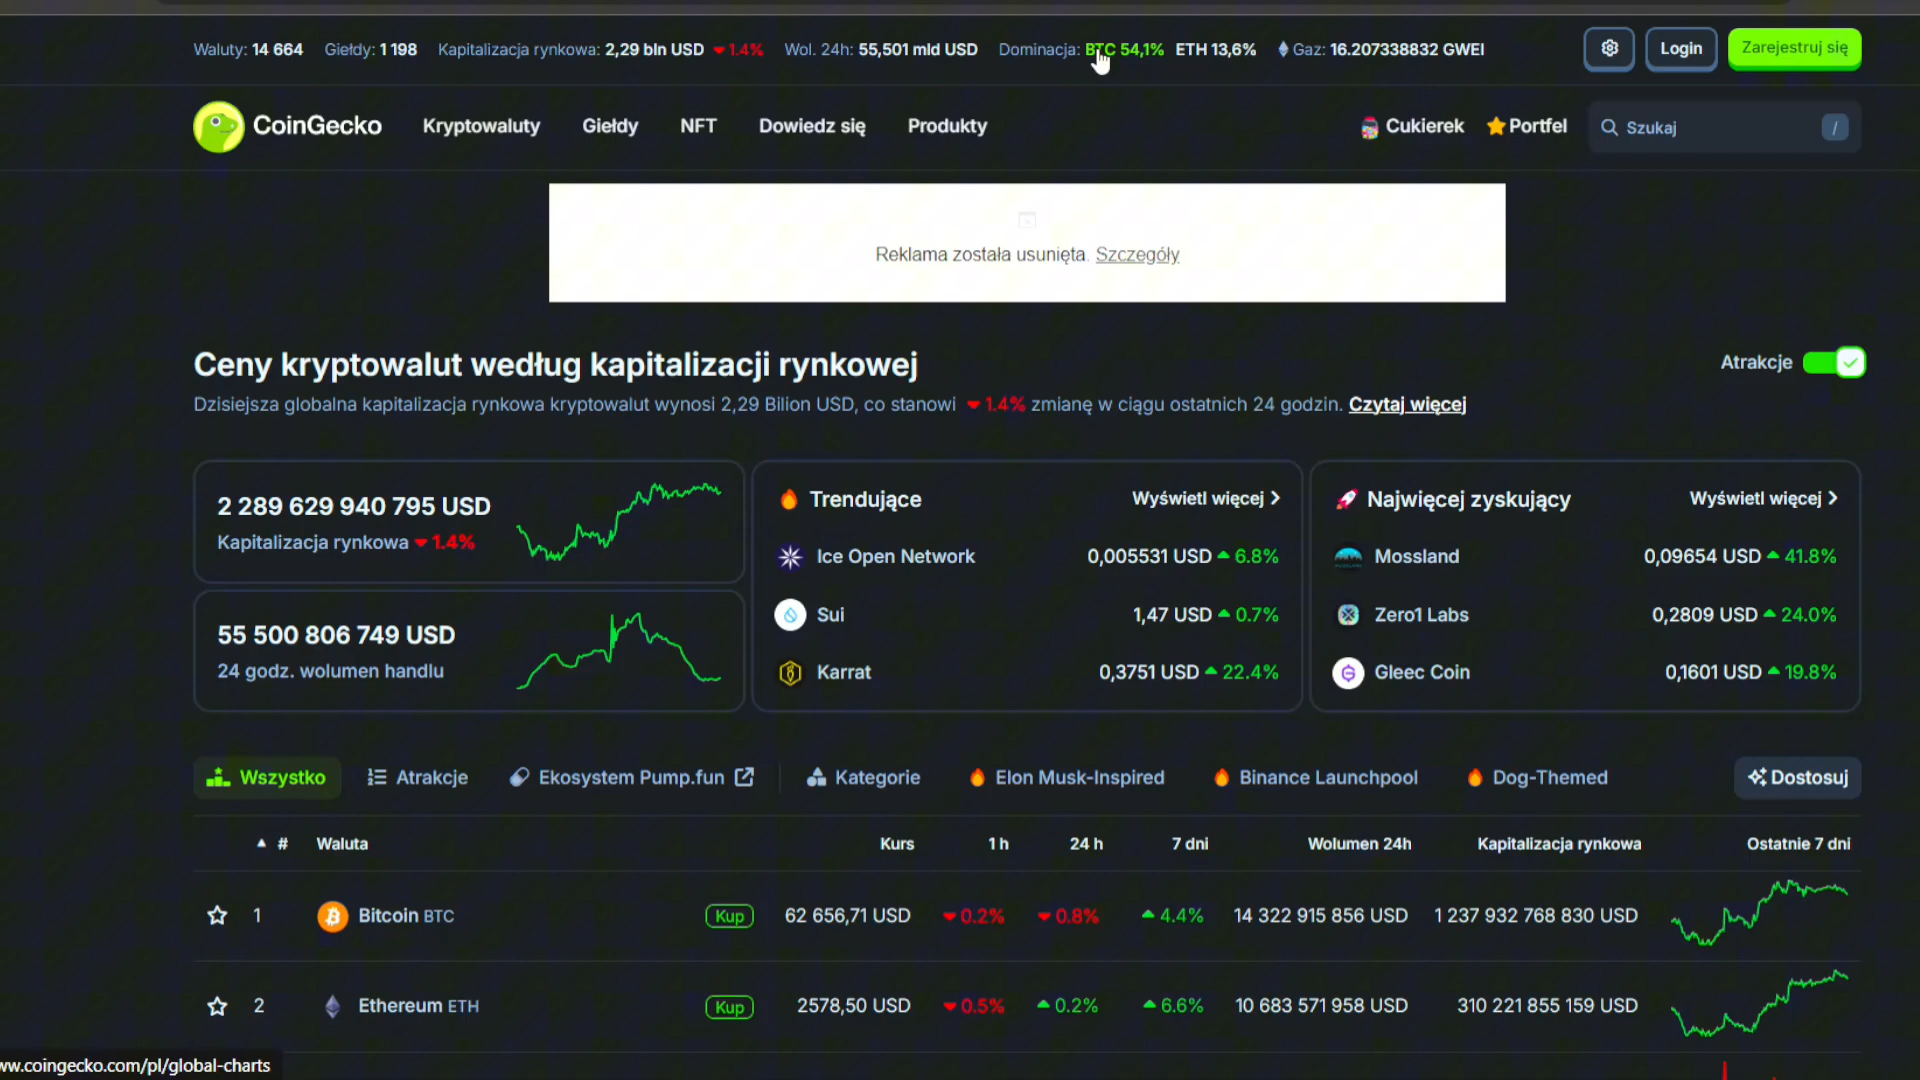 Waluty: 14 664 Giełdy: 1 198 Kapitalizacja rynkowa: 2,29 bln USD 1.4% Wol. 24h: 55,501 mld USD Dominacja: BTC 54,1% ETH 13,6% Gaz: 16.207338832 GWEI Login Zarejestruj się
CoinGecko Kryptowaluty Giełdy NFT Dowiedz się Produkty Cukierek Portfel Szukaj /
Reklama została usunięta. Szczegóły
Ceny kryptowalut według kapitalizacji rynkowej Atrakcje
Dzisiejsza globalna kapitalizacja rynkowa kryptowalut wynosi 2,29 Bilion USD, co stanowi 1.4% zmianę w ciągu ostatnich 24 godzin. Czytaj więcej
2 289 629 940 795 USD
Kapitalizacja rynkowa 1.4%
55 500 806 749 USD
24 godz. wolumen handlu
Trendujące Wyświetl więcej
Ice Open Network 0,005531 USD 6.8%
Sui 1,47 USD 0.7%
Karrat 0,3751 USD 22.4%
Najwięcej zyskujący Wyświetl więcej
Mossland 0,09654 USD 41.8%
Zero1 Labs 0,2809 USD 24.0%
Gleec Coin 0,1601 USD 19.8%
Wszystko Atrakcje Ekosystem Pump.fun Kategorie Elon Musk-Inspired Binance Launchpool Dog-Themed Dostosuj
# Waluta Kurs 1 h 24 h 7 dni Wolumen 24h Kapitalizacja rynkowa Ostatnie 7 dni
1 Bitcoin BTC Kup 62 656,71 USD 0.2% 0.8% 4.4% 14 322 915 856 USD 1 237 932 768 830 USD
2 Ethereum ETH Kup 2578,50 USD 0.5% 0.2% 6.6% 10 683 571 958 USD 310 221 855 159 USD
ww.coingecko.com/pl/global-charts